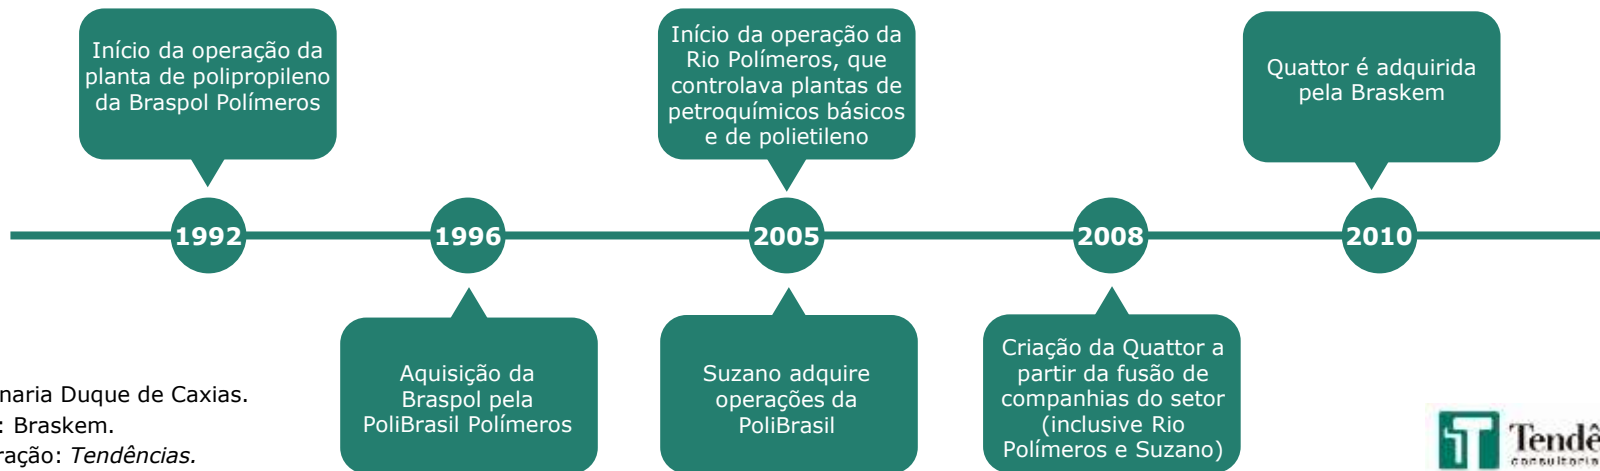 Início da operação da
planta de polipropileno
da Braspol Polímeros
Início da operação da
Rio Polímeros, que
controlava plantas de
petroquímicos básicos
e de polietileno
Quattor é adquirida
pela Braskem
1992
1996
2005
2008
2010
Aquisição da
Braspol pela
PoliBrasil Polímeros
Suzano adquire
operações da
PoliBrasil
Criação da Quattor a
partir da fusão de
companhias do setor
(inclusive Rio
Polímeros e Suzano)
naria Duque de Caxias.
: Braskem.
ração: Tendências.
Tendê
consultoria